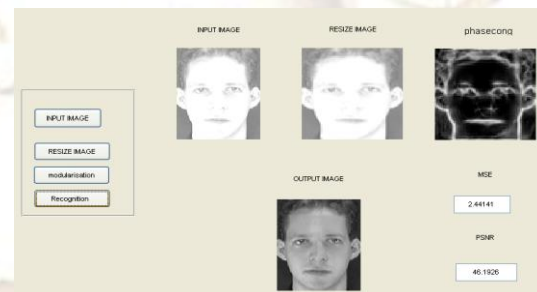 INPUT IMAGE
RESIZE IMAGE
phasecong
INPUT IMAGE
RESIZE IMAGE
modularisation
Recognition
OUTPUT IMAGE
MSE
2.44141
PSNR
46.1926